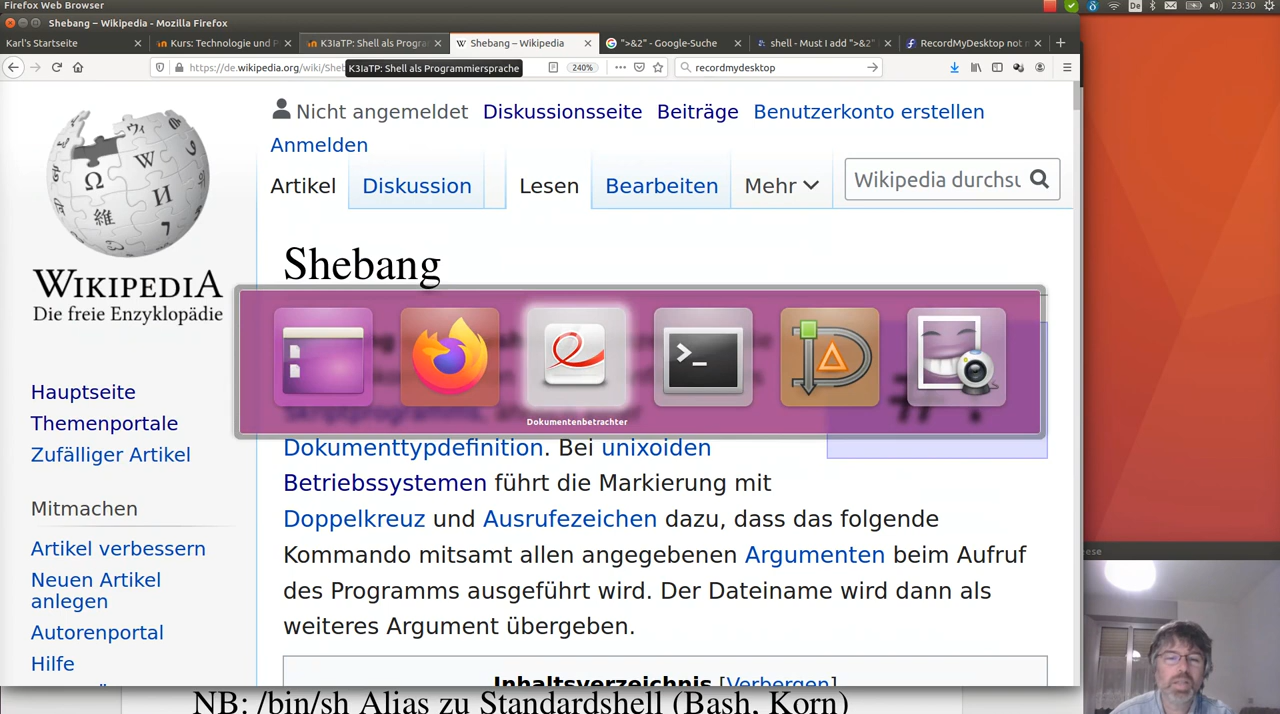 Firefox Web Browser
De
23:30
Shebang – Wikipedia - Mozilla Firefox
Karl's Startseite
Kurs: Technologie und P
K3IaTP: Shell als Progra
Shebang – Wikipedia
">&2" - Google-Suche
shell - Must I add ">&2"
RecordMyDesktop not
https://de.wikipedia.org/wiki/Sheb
K3IaTP: Shell als Programmiersprache
240%
recordmydesktop
Nicht angemeldet Diskussionsseite Beiträge Benutzerkonto erstellen
Anmelden
Artikel Diskussion Lesen Bearbeiten Mehr Wikipedia durchsu
Shebang
WIKIPEDIA
Die freie Enzyklopädie
Dokumentenbetrachter
Hauptseite
Themenportale
Zufälliger Artikel
Mitmachen
Artikel verbessern
Neuen Artikel
anlegen
Autorenportal
Hilfe
Dokumenttypdefinition. Bei unixoiden
Betriebssystemen führt die Markierung mit
Doppelkreuz und Ausrufezeichen dazu, dass das folgende
Kommando mitsamt allen angegebenen Argumenten beim Aufruf
des Programms ausgeführt wird. Der Dateiname wird dann als
weiteres Argument übergeben.
Inhaltsverzeichnis [Verbergen]
NB: /bin/sh Alias zu Standardshell (Bash, Korn)